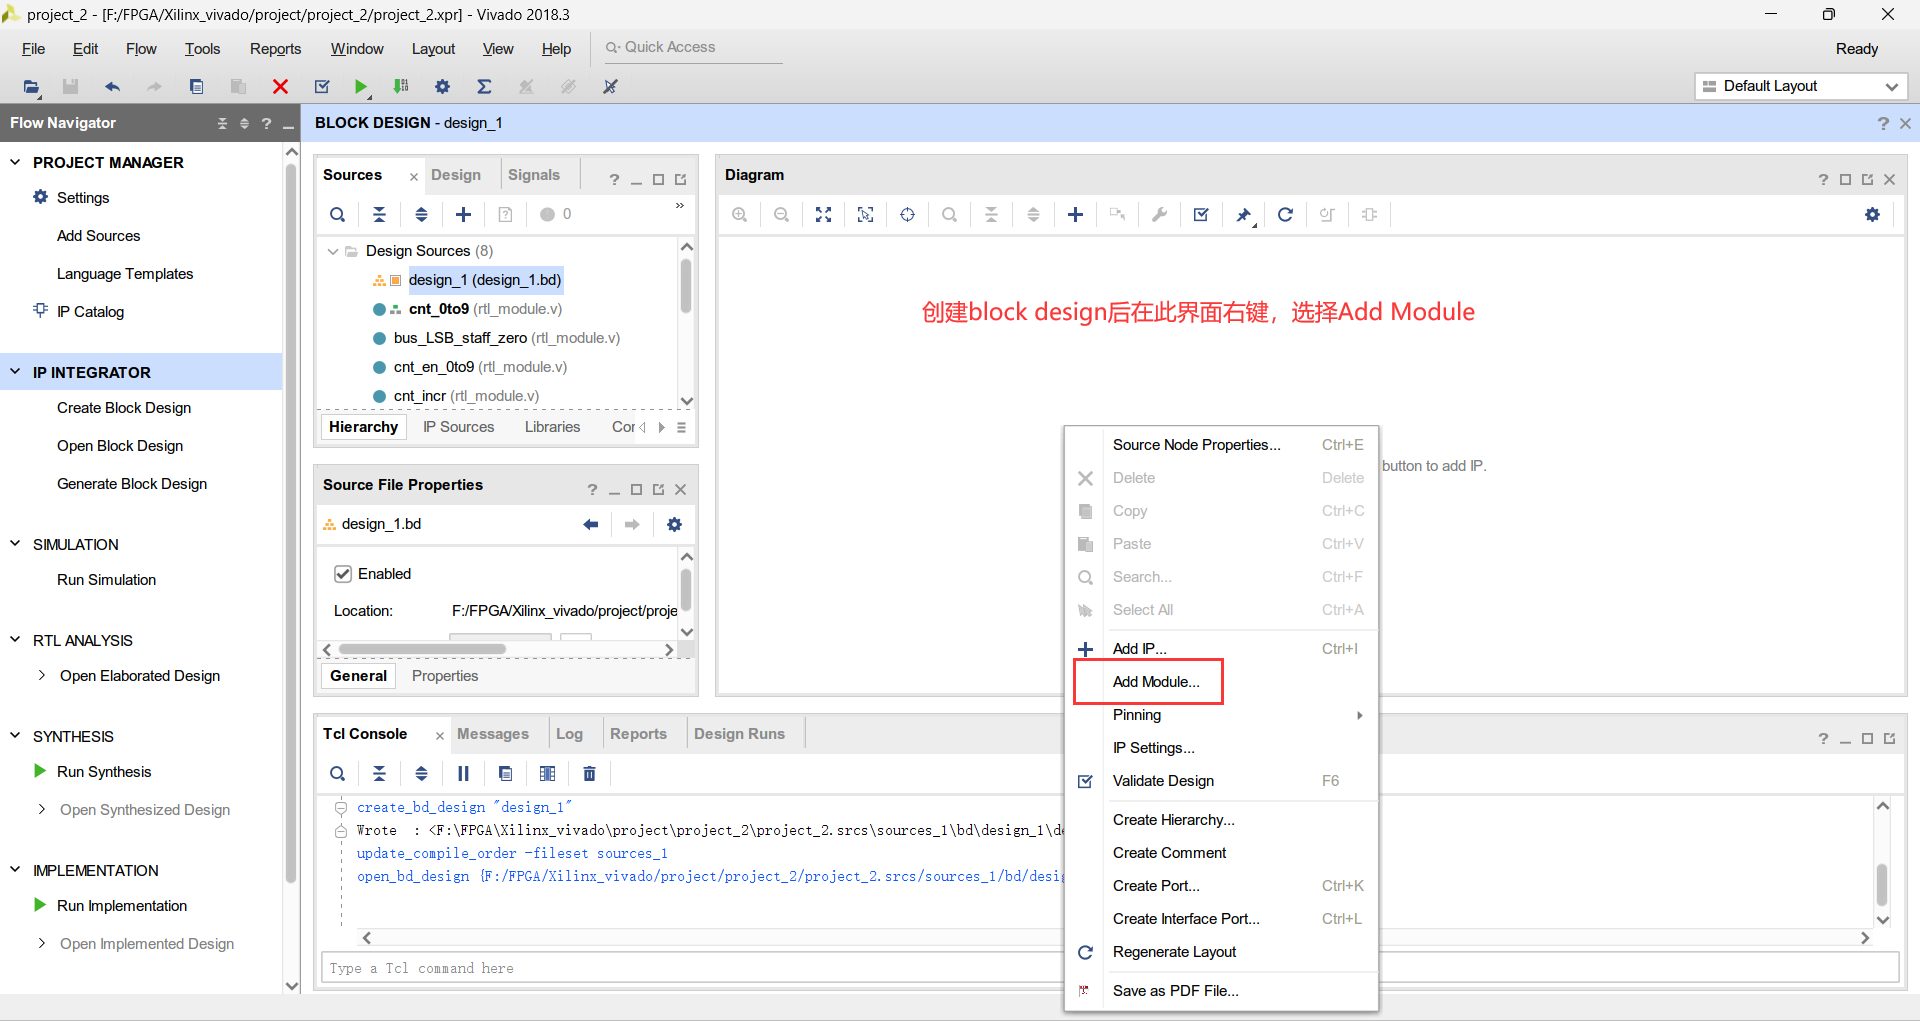 project_2 - [F:/FPGA/Xilinx_vivado/project/project_2/project_2.xpr] - Vivado 2018.3
File Edit Flow Tools Reports Window Layout View Help Quick Access Ready
Default Layout
Flow Navigator
PROJECT MANAGER
Settings
Add Sources
Language Templates
IP Catalog
IP INTEGRATOR
Create Block Design
Open Block Design
Generate Block Design
SIMULATION
Run Simulation
RTL ANALYSIS
Open Elaborated Design
SYNTHESIS
Run Synthesis
Open Synthesized Design
IMPLEMENTATION
Run Implementation
Open Implemented Design
BLOCK DESIGN - design_1
Sources Design Signals
0
Design Sources (8)
design_1 (design_1.bd)
cnt_0to9 (rtl_module.v)
bus_LSB_staff_zero (rtl_module.v)
cnt_en_0to9 (rtl_module.v)
cnt_incr (rtl_module.v)
Hierarchy IP Sources Libraries Cor
Source File Properties
design_1.bd
Enabled
Location: F:/FPGA/Xilinx_vivado/project/proje
General Properties
Diagram
创建block design后在此界面右键，选择Add Module
button to add IP.
Source Node Properties... Ctrl+E
Delete Delete
Copy Ctrl+C
Paste Ctrl+V
Search... Ctrl+F
Select All Ctrl+A
Add IP... Ctrl+I
Add Module...
Pinning
IP Settings...
Validate Design F6
Create Hierarchy...
Create Comment
Create Port... Ctrl+K
Create Interface Port... Ctrl+L
Regenerate Layout
Save as PDF File...
Tcl Console Messages Log Reports Design Runs
create_bd_design "design_1"
Wrote : <F:\FPGA\Xilinx_vivado\project\project_2\project_2.srcs\sources_1\bd\design_1\de
update_compile_order -fileset sources_1
open_bd_design {F:/FPGA/Xilinx_vivado/project/project_2/project_2.srcs/sources_1/bd/desig
Type a Tcl command here